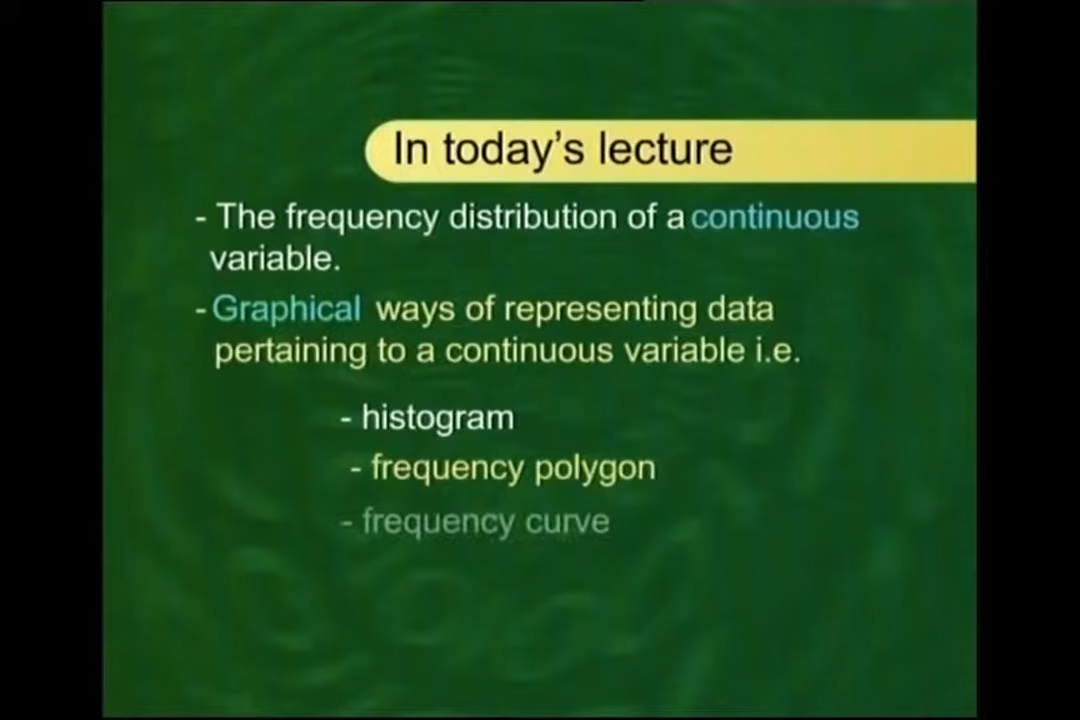 In today's lecture
- The frequency distribution of a continuous
variable.
- Graphical ways of representing data
pertaining to a continuous variable i.e.
- histogram
- frequency polygon
- frequency curve